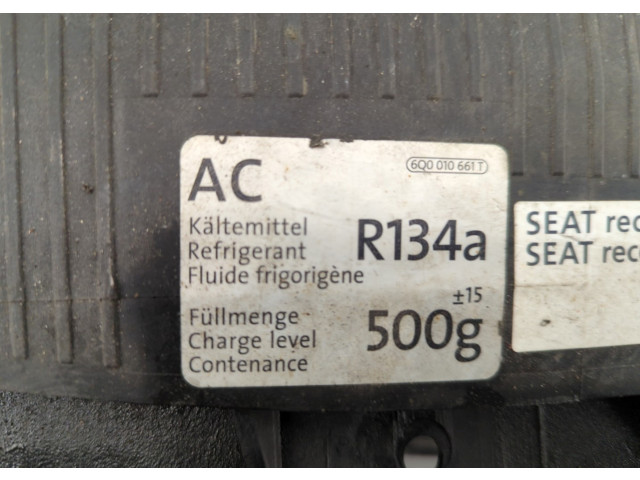 AC
6Q0 010 661 T
Kältemittel
Refrigerant
Fluide frigorigène
R134a
Füllmenge
Charge level
Contenance
500g
±15
SEAT rec
SEAT rec